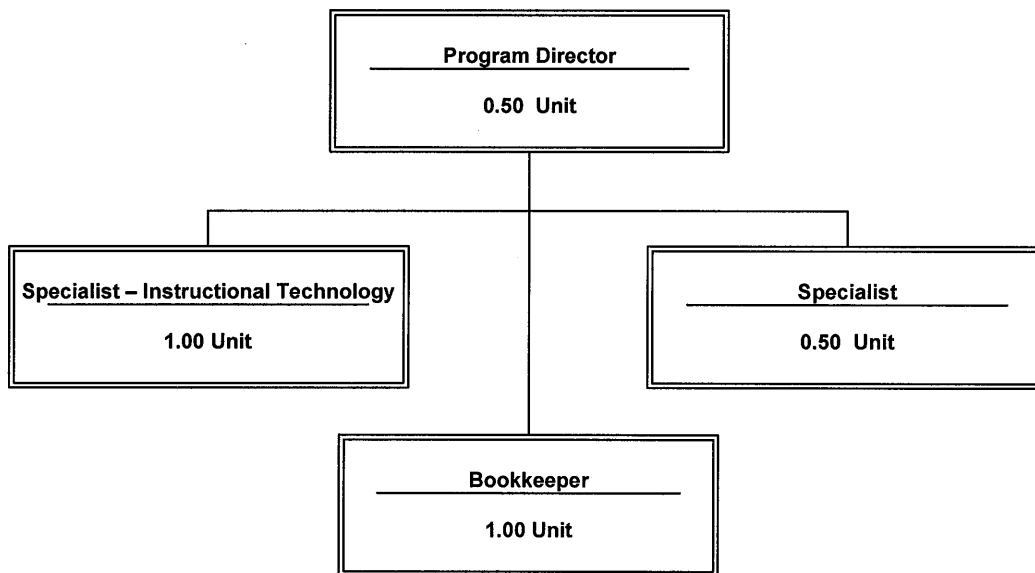 Program Director
0.50 Unit
Specialist – Instructional Technology
1.00 Unit
Specialist
0.50 Unit
Bookkeeper
1.00 Unit